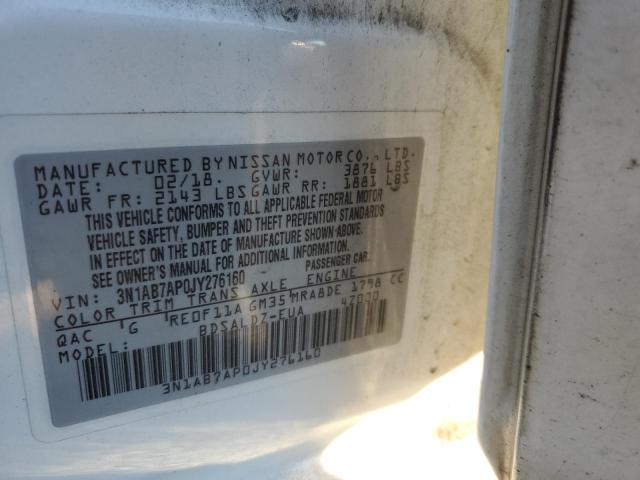 MANUFACTURED BY NISSAN MOTOR CO., LTD.
DATE: 02/18. GVWR: 3876 LBS
GAWR FR: 2143 LBS GAWR RR: 1881 LBS
THIS VEHICLE CONFORMS TO ALL APPLICABLE FEDERAL MOTOR
VEHICLE SAFETY, BUMPER AND THEFT PREVENTION STANDARDS
IN EFFECT ON THE DATE OF MANUFACTURE SHOWN ABOVE.
SEE OWNER'S MANUAL FOR ADDITIONAL INFORMATION.
VIN: 3N1AB7AP0JY276160 PASSENGER CAR.
COLOR TRIM TRANS AXLE ENGINE
QAC G RE0F11A GM35 MRA8DE 1798 CC
MODEL: BDSALDZ-EUA 42000
3N1AB7AP0JY276160